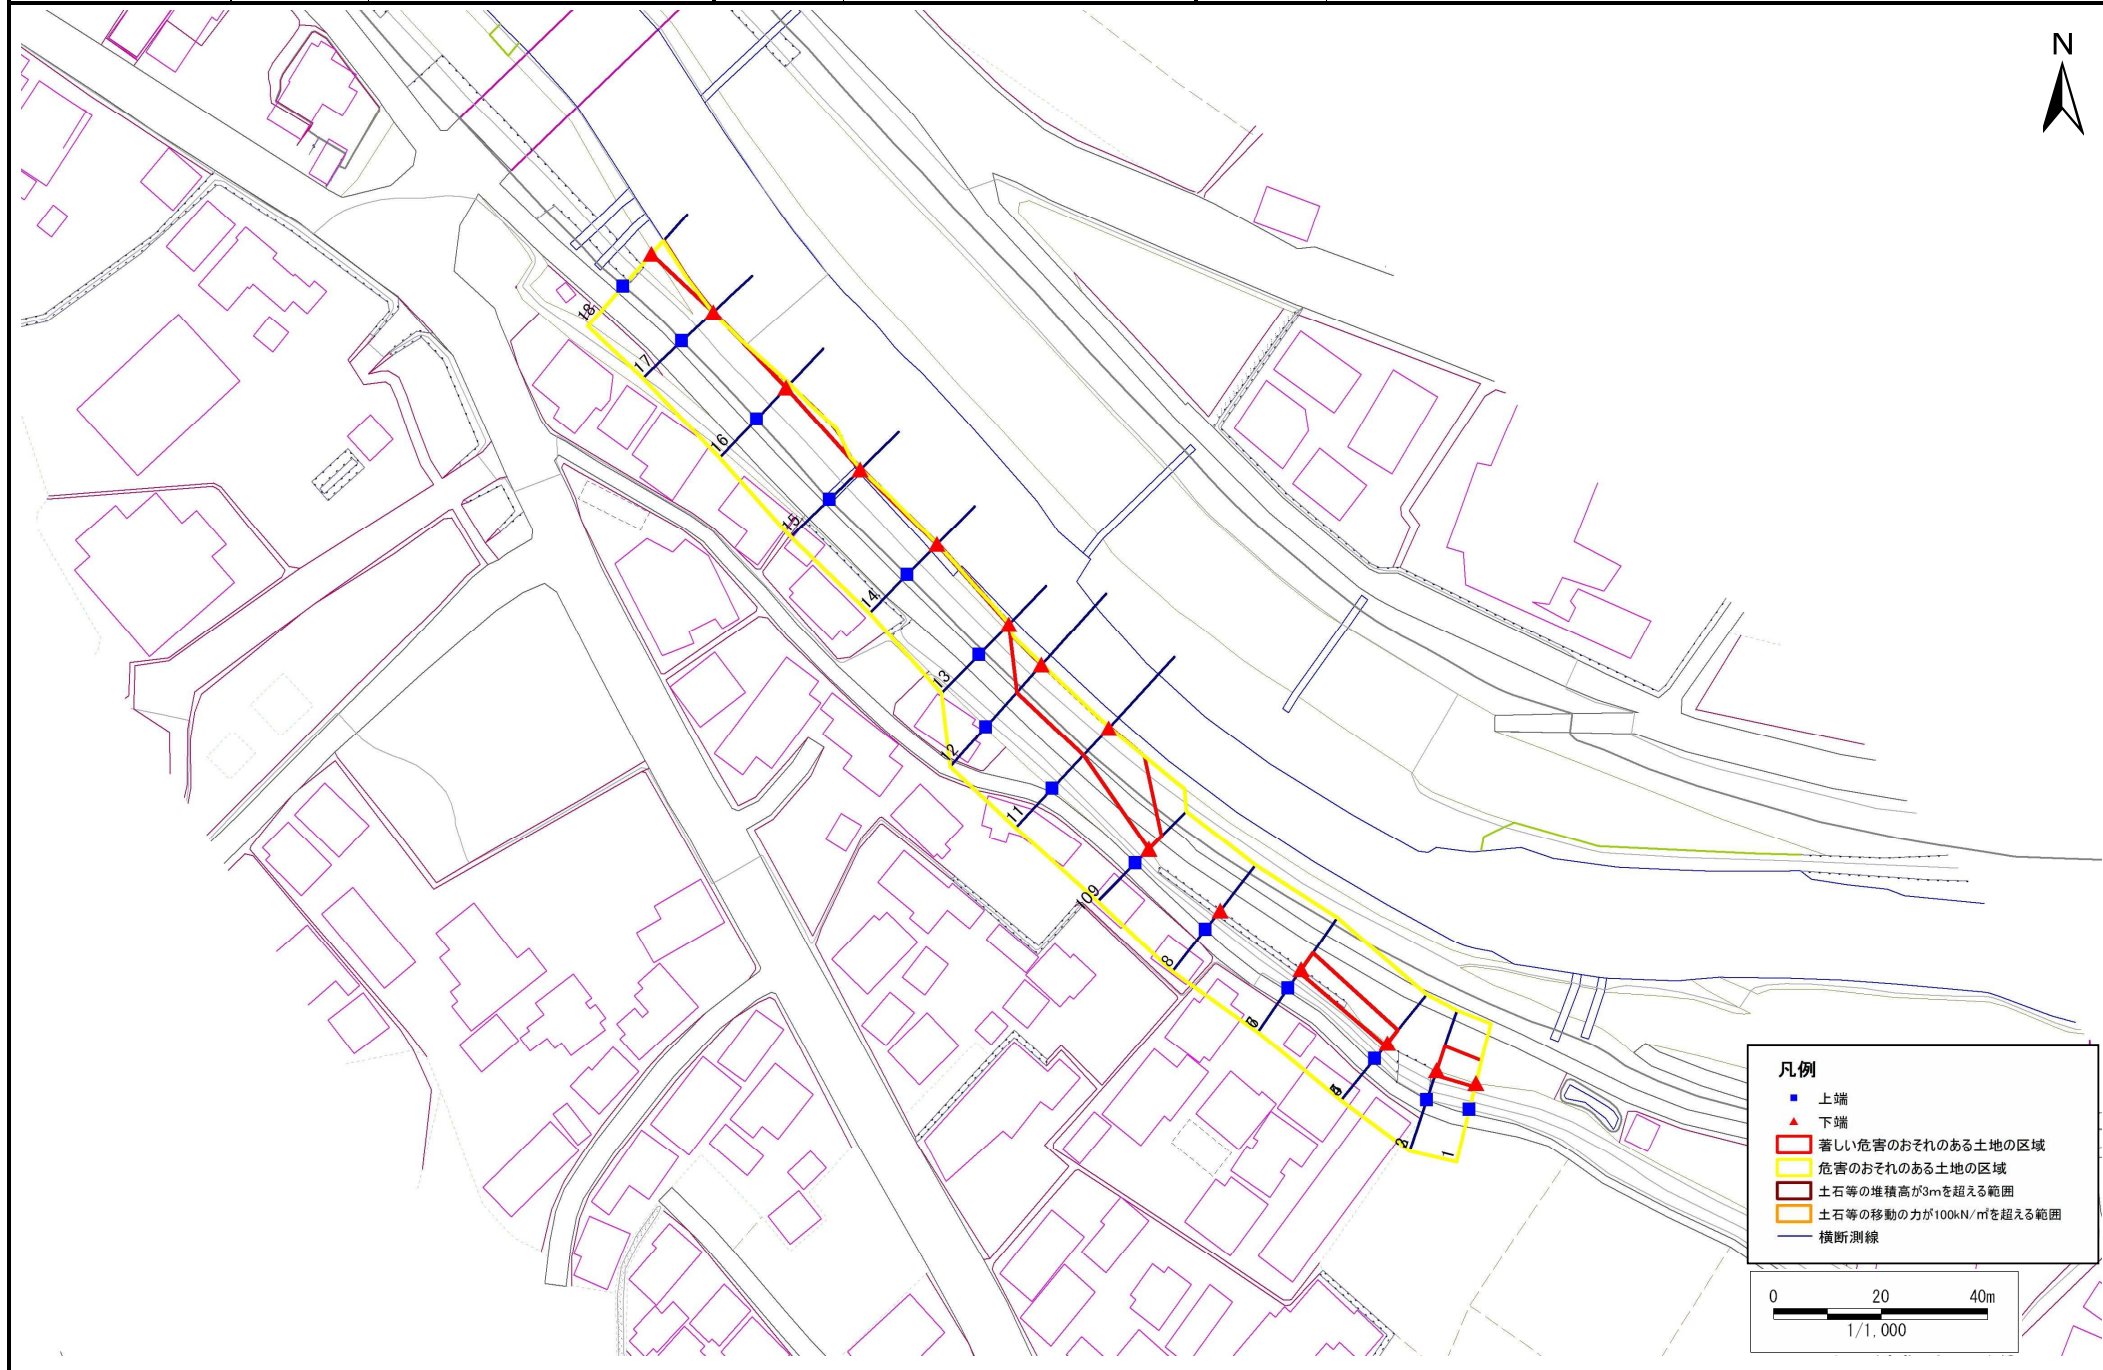 N
18
17
16
15
14
13
12
11
109
8
2
1
凡例
上端
下端
著しい危害のおそれのある土地の区域
危害のおそれのある土地の区域
土石等の堆積高が3mを超える範囲
土石等の移動の力が100kN/㎡を超える範囲
横断測線
0 20 40m
1/1,000